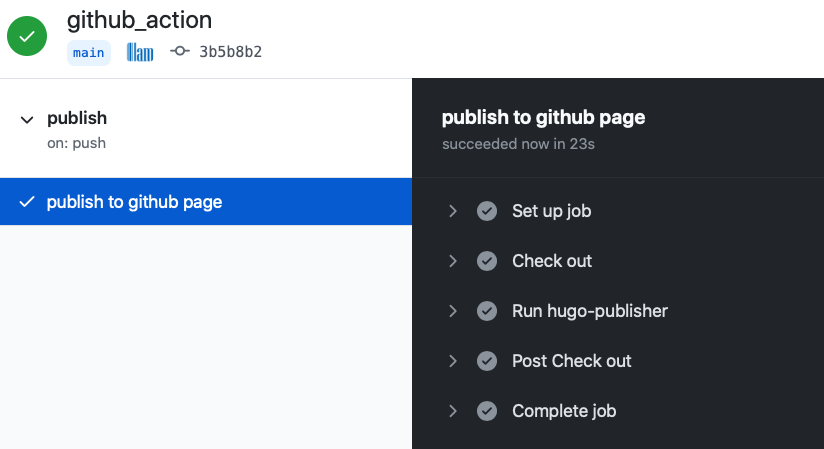 github_action
main 3b5b8b2
publish
on: push
publish to github page
publish to github page
succeeded now in 23s
Set up job
Check out
Run hugo-publisher
Post Check out
Complete job